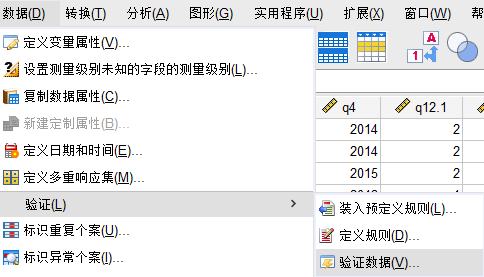 数据(D) 转换(T) 分析(A) 图形(G) 实用程序(U) 扩展(X) 窗口(W) 帮
定义变量属性(V)...
设置测量级别未知的字段的测量级别(L)...
复制数据属性(C)...
新建定制属性(B)...
定义日期和时间(E)...
定义多重响应集(M)...
验证(L)
标识重复个案(U)...
标识异常个案(I)...
A
1
q4 q12.1
2014 2
2014 2
2015 2
装入预定义规则(L)...
定义规则(D)...
验证数据(V)...